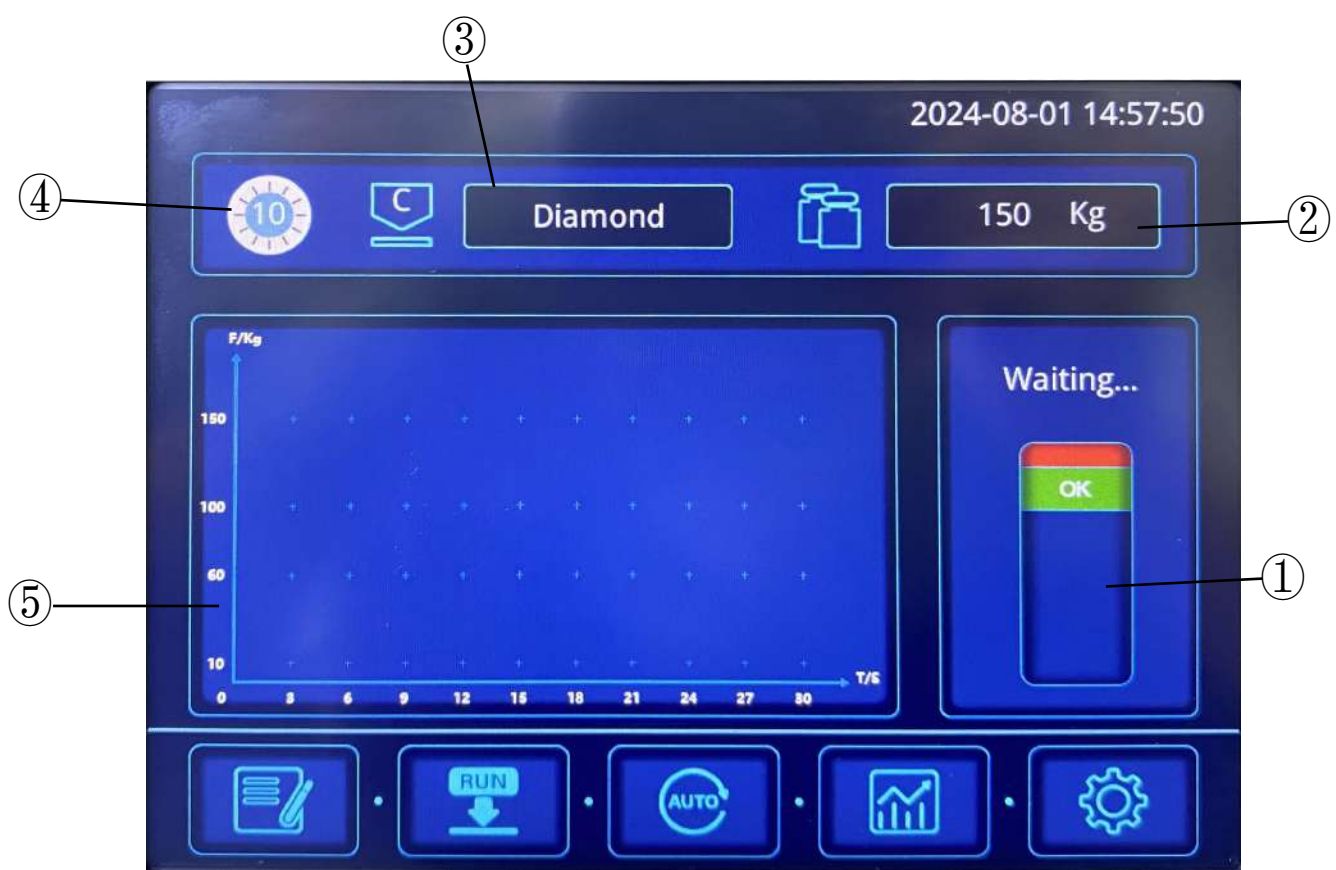 ③
2024-08-01 14:57:50
④
10
C
Diamond
150 Kg
②
F/Kg
150
100
60
10
0 3 6 9 12 15 18 21 24 27 30
T/S
Waiting...
OK
①
⑤
RUN
AUTO